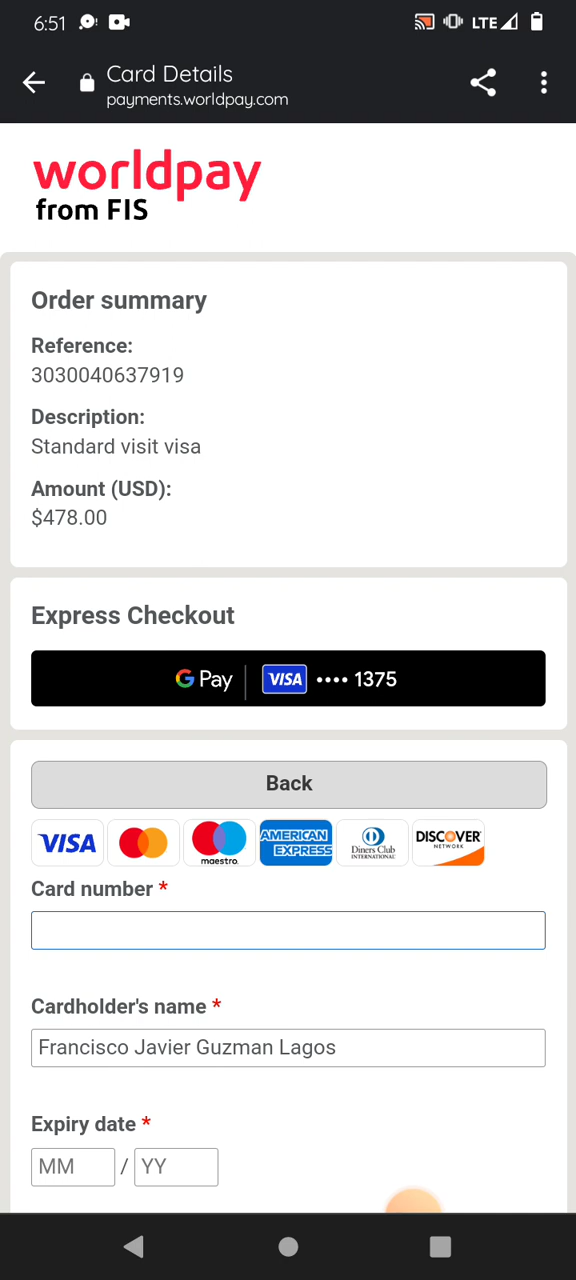 6:51
LTE
Card Details
payments.worldpay.com
worldpay
from FIS
Order summary
Reference:
3030040637919
Description:
Standard visit visa
Amount (USD):
$478.00
Express Checkout
G Pay | VISA •••• 1375
Back
VISA
maestro.
AMERICAN EXPRESS
Diners Club INTERNATIONAL
DISCOVER NETWORK
Card number *
Cardholder's name *
Francisco Javier Guzman Lagos
Expiry date *
MM / YY